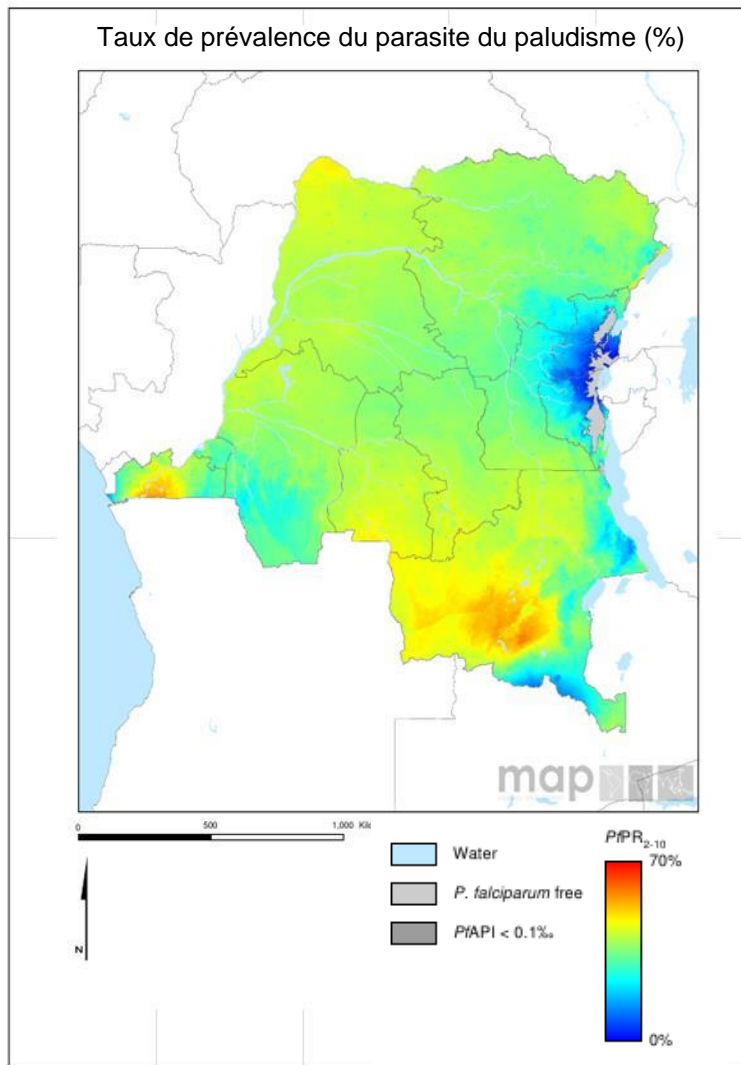 Taux de prévalence du parasite du paludisme (%)
map
0 500 1,000 Kilo
Water
P. falciparum free
PfAPI < 0.1‰
PfPR2-10
70%
0%
N